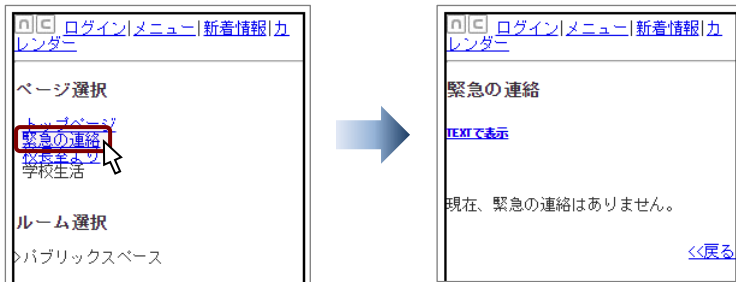 nc ログイン|メニュー|新着情報|カ
レンダー
ページ選択
トップページ
緊急の連絡
校長室より
学校生活
ルーム選択
>パブリックスペース
nc ログイン|メニュー|新着情報|カ
レンダー
緊急の連絡
TEXTで表示
現在、緊急の連絡はありません。
<<戻る